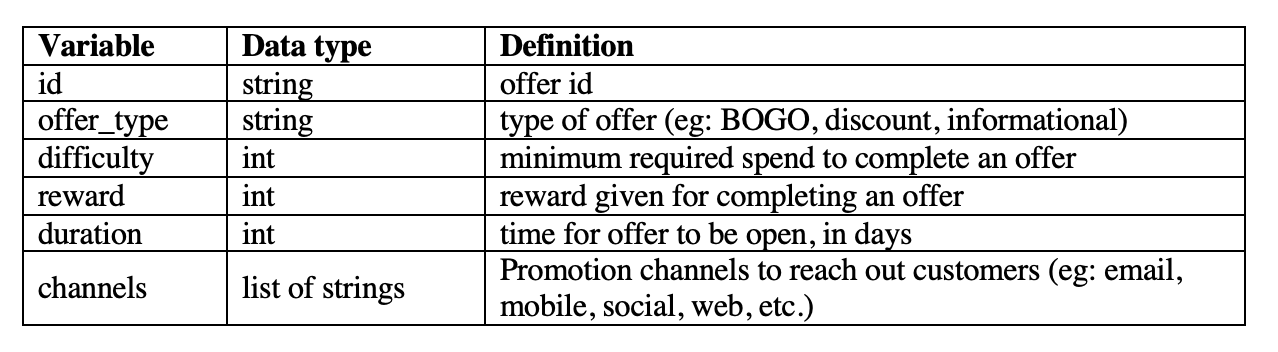 Variable Data type Definition
id string offer id
offer_type string type of offer (eg: BOGO, discount, informational)
difficulty int minimum required spend to complete an offer
reward int reward given for completing an offer
duration int time for offer to be open, in days
channels list of strings Promotion channels to reach out customers (eg: email,
mobile, social, web, etc.)